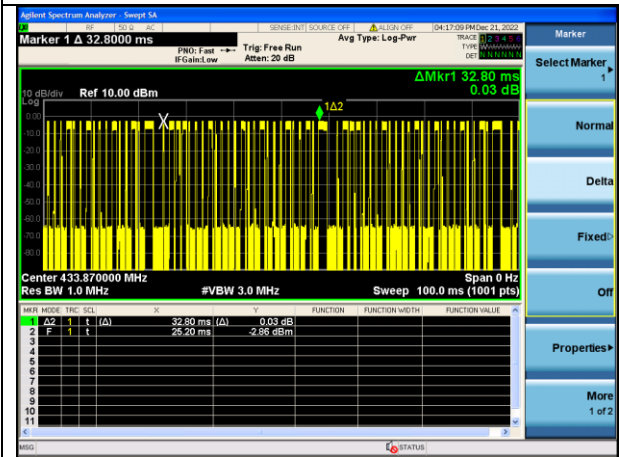 Agilent Spectrum Analyzer - Swept SA
RF 50 Ω AC SENSE:INT SOURCE OFF ALIGN OFF 04:17:09 PM Dec 21, 2022
Marker 1 Δ 32.8000 ms
PNO: Fast
IFGain:Low
Trig: Free Run
Atten: 20 dB
Avg Type: Log-Pwr
TRACE 1 2 3 4 5 6
TYPE
DET N N N N N N
ΔMkr1 32.80 ms
0.03 dB
10 dB/div Ref 10.00 dBm
Log
1Δ2
0.00
-10.0
-20.0
-30.0
-40.0
-50.0
-60.0
-70.0
-80.0
Center 433.870000 MHz Span 0 Hz
Res BW 1.0 MHz #VBW 3.0 MHz Sweep 100.0 ms (1001 pts)
MKR MODE TRC SCL X Y FUNCTION FUNCTION WIDTH FUNCTION VALUE
1 Δ2 1 t (Δ) 32.80 ms (Δ) 0.03 dB
2 F 1 t 25.20 ms -2.86 dBm
3
4
5
6
7
8
9
10
11
MSG STATUS
Marker
Select Marker
1
Normal
Delta
Fixed
Off
Properties
More
1 of 2